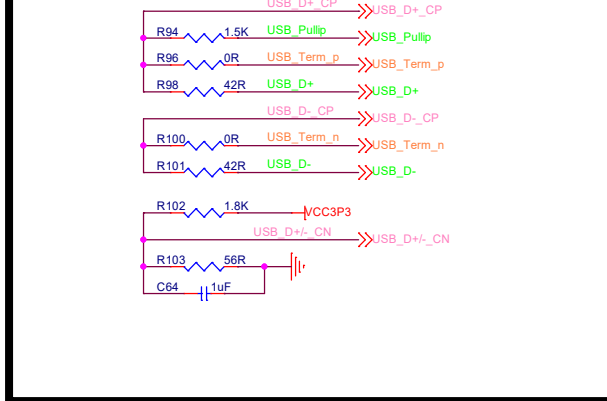 USB_D+_CP USB_D+_CP
R94 1.5K USB_Pullip USB_Pullip
R96 0R USB_Term_p USB_Term_p
R98 42R USB_D+ USB_D+
USB_D-_CP USB_D-_CP
R100 0R USB_Term_n USB_Term_n
R101 42R USB_D- USB_D-
R102 1.8K VCC3P3
USB_D+/-_CN USB_D+/-_CN
R103 56R
C64 1uF